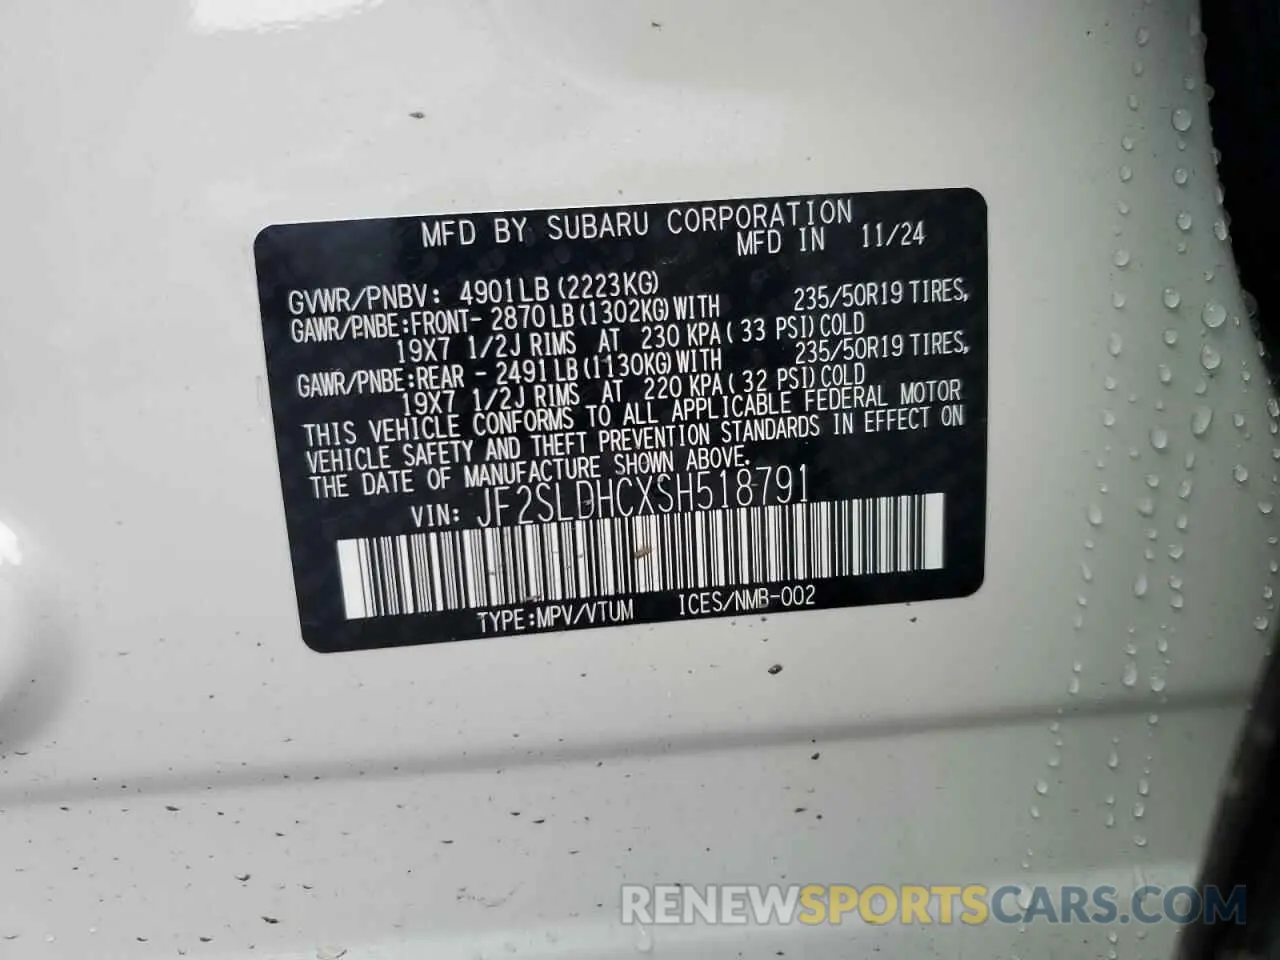 MFD BY SUBARU CORPORATION
MFD IN 11/24
GVWR/PNBV: 4901LB (2223KG)
GAWR/PNBE:FRONT- 2870LB (1302KG) WITH 235/50R19 TIRES,
19X7 1/2J RIMS AT 230 KPA ( 33 PSI) COLD
GAWR/PNBE:REAR - 2491LB (1130KG) WITH 235/50R19 TIRES,
19X7 1/2J RIMS AT 220 KPA ( 32 PSI) COLD
THIS VEHICLE CONFORMS TO ALL APPLICABLE FEDERAL MOTOR
VEHICLE SAFETY AND THEFT PREVENTION STANDARDS IN EFFECT ON
THE DATE OF MANUFACTURE SHOWN ABOVE.
VIN: JF2SLDHCXSH518791
TYPE:MPV/VTUM ICES/NMB-002
RENEWSPORTSCARS.COM